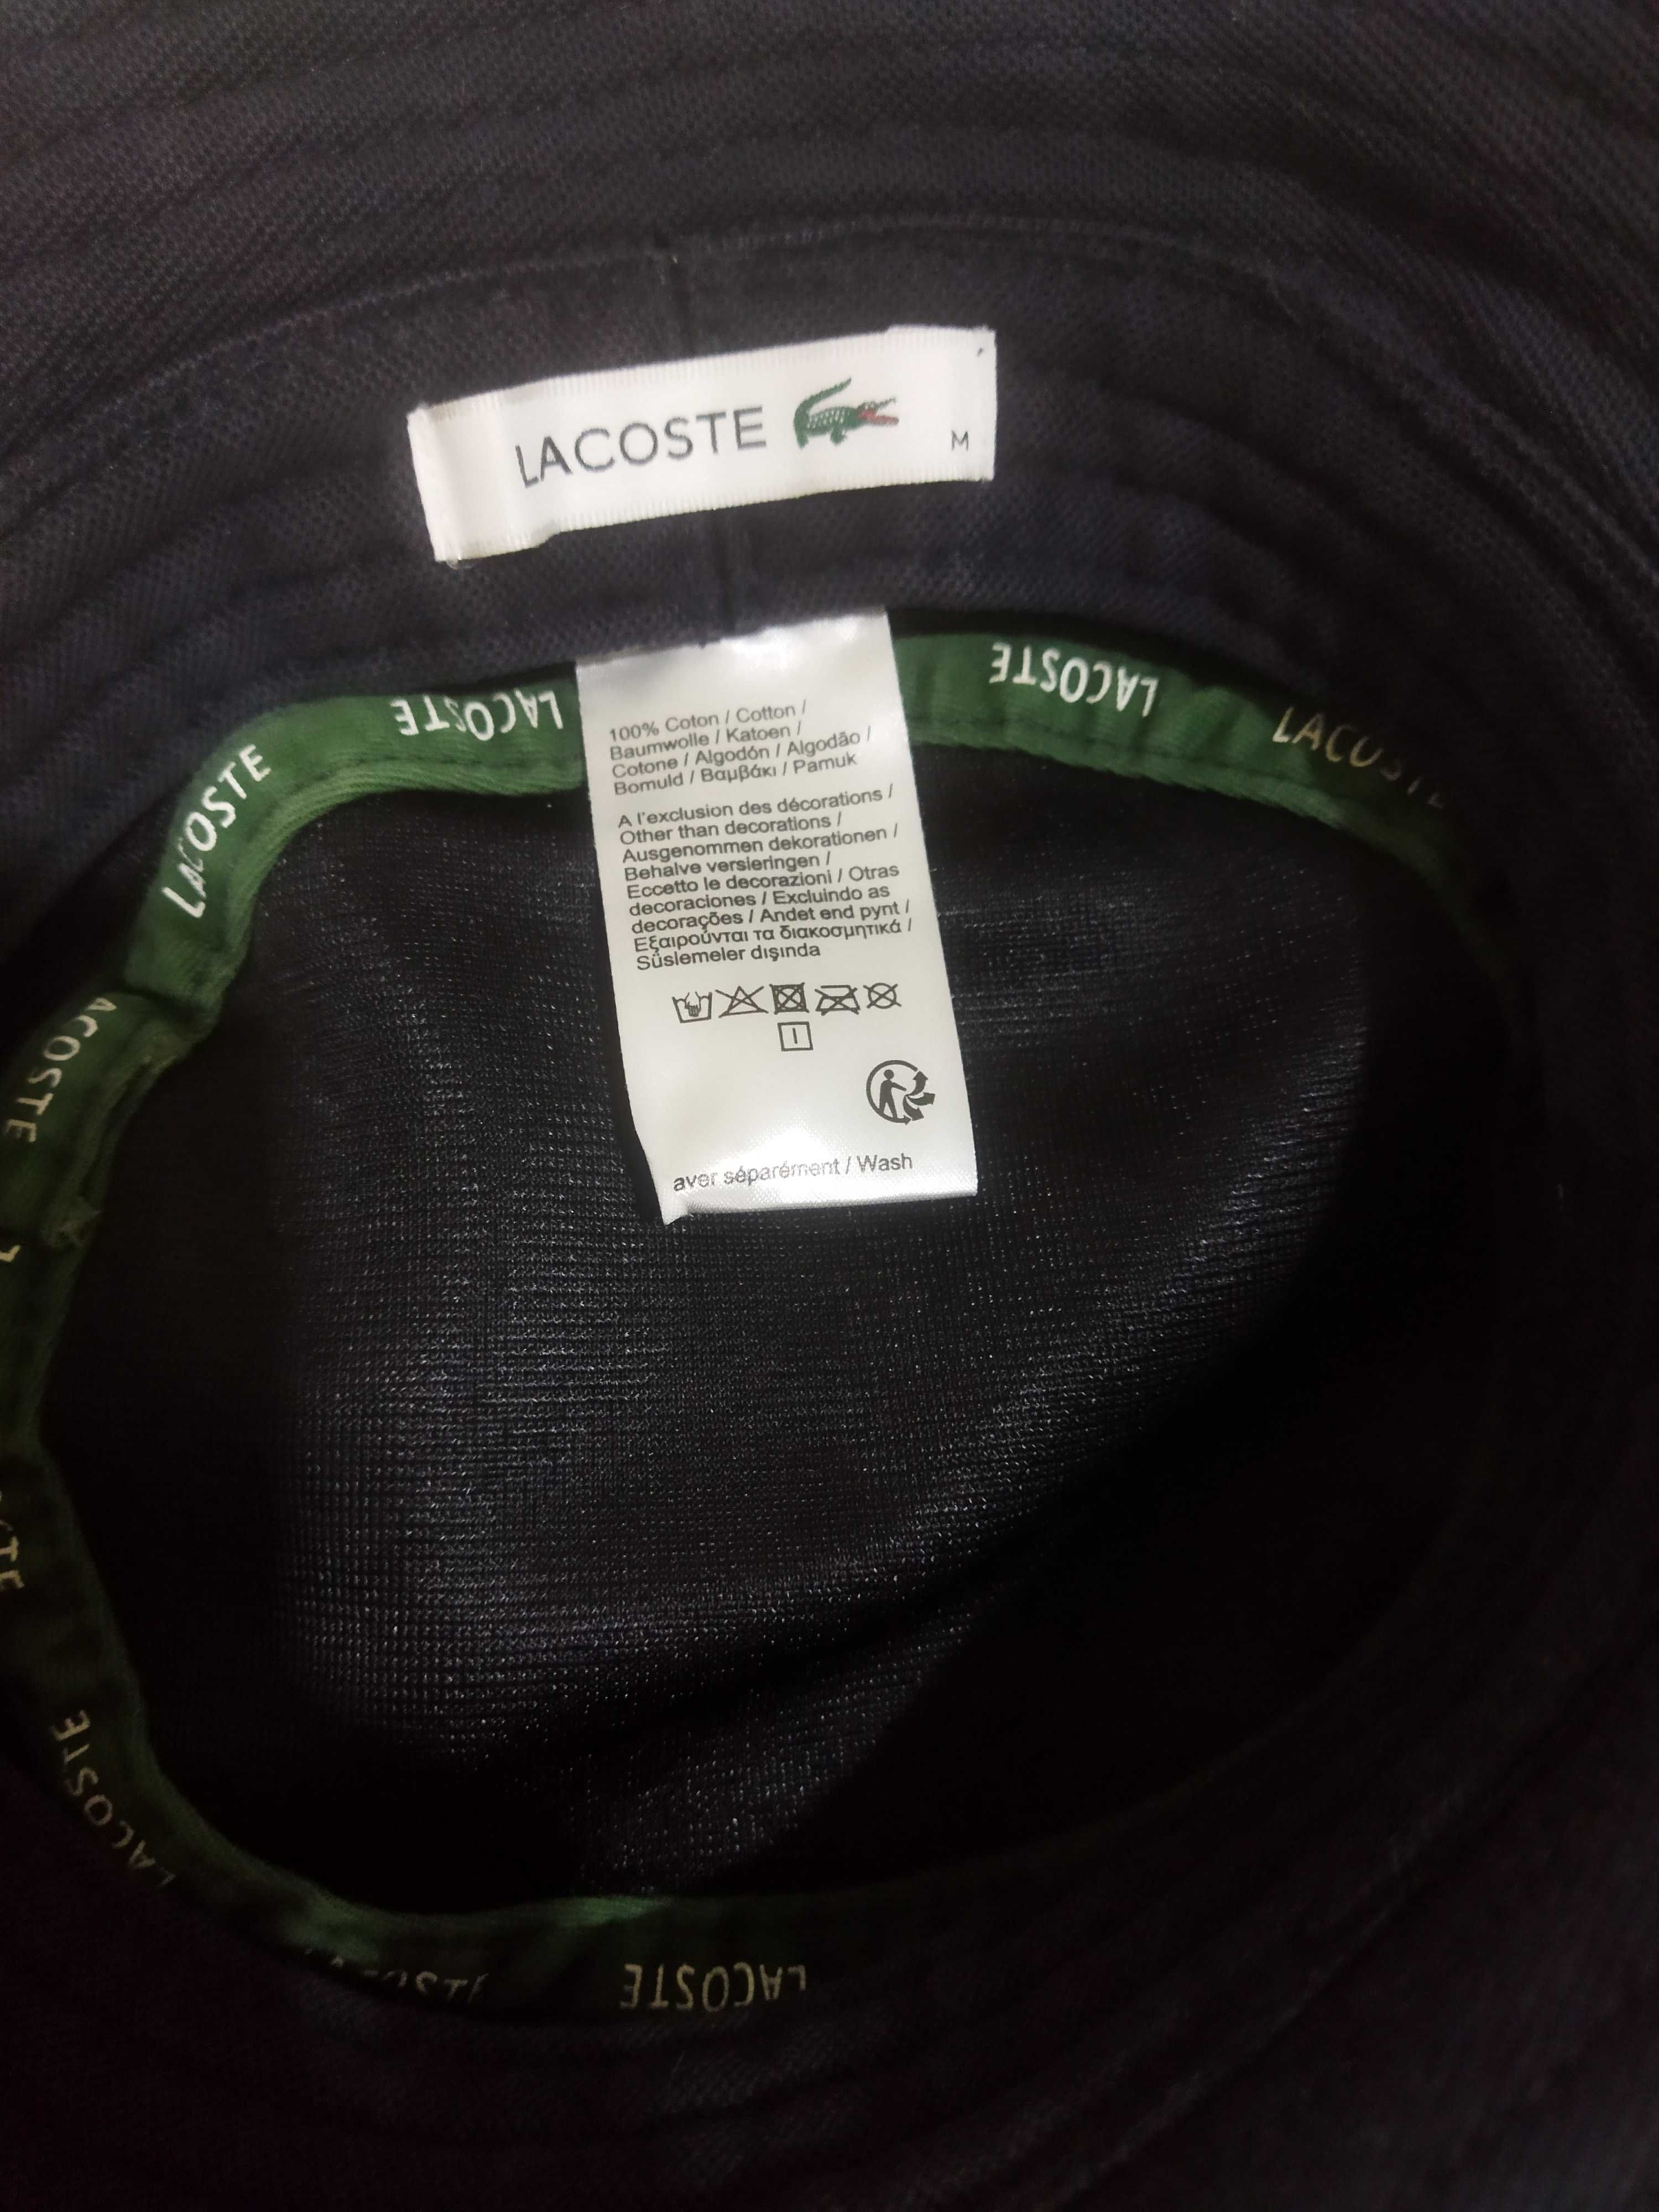 LACOSTE
M
LACOSTE
LACOSTE
LACOSTE
LACOSTE
100% Coton / Cotton /
Baumwolle / Katoen /
Cotone / Algodón / Algodão /
Bomuld / Βαμβάκι / Pamuk
A l'exclusion des décorations /
Other than decorations /
Ausgenommen dekorationen /
Behalve versieringen /
Eccetto le decorazioni / Otras
decoraciones / Excluindo as
decorações / Andet end pynt /
Εξαιρούνται τα διακοσμητικά /
Süslemeler dışında
aver séparément / Wash
ACOSTE
LACOSTE
LACOSTE